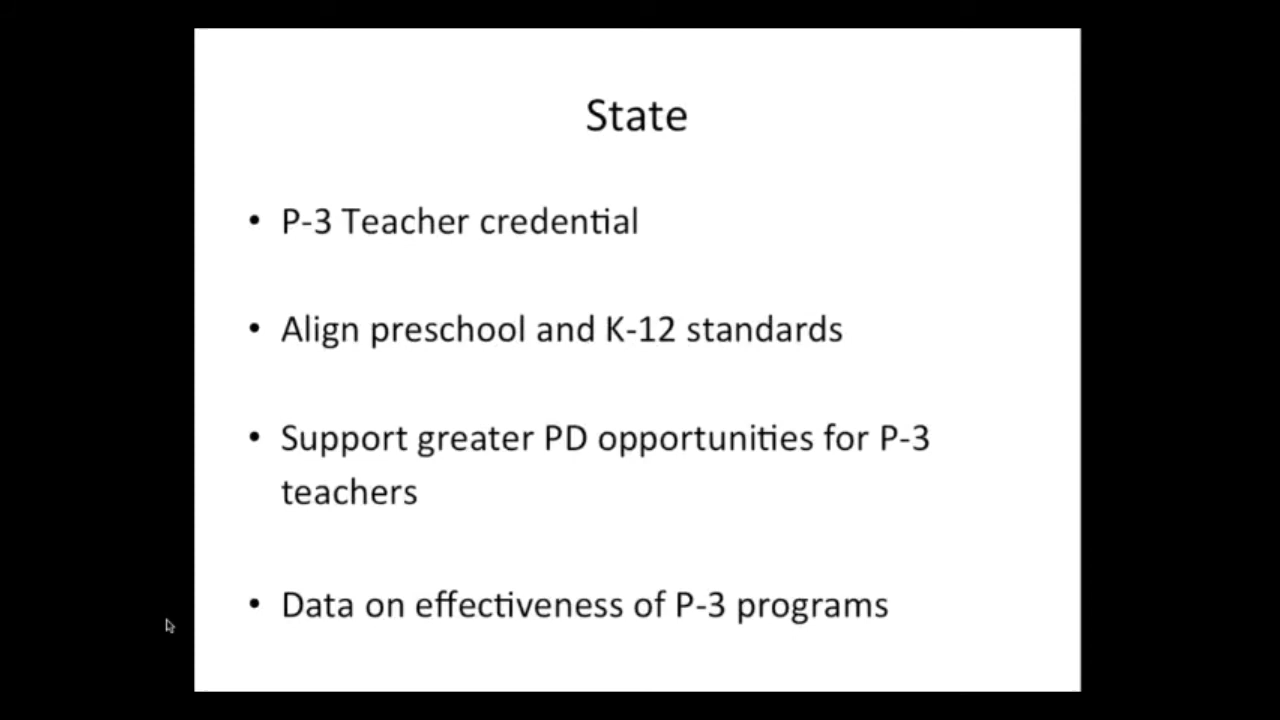 State
• P-3 Teacher credential
• Align preschool and K-12 standards
• Support greater PD opportunities for P-3
teachers
• Data on effectiveness of P-3 programs